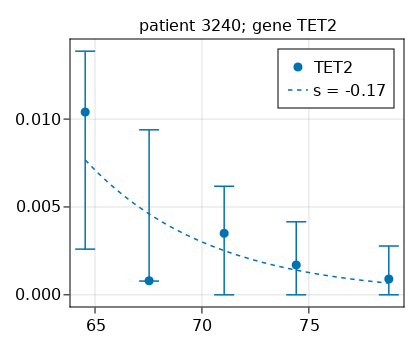 patient 3240; gene TET2
TET2
s = -0.17
0.010
0.005
0.000
65
70
75